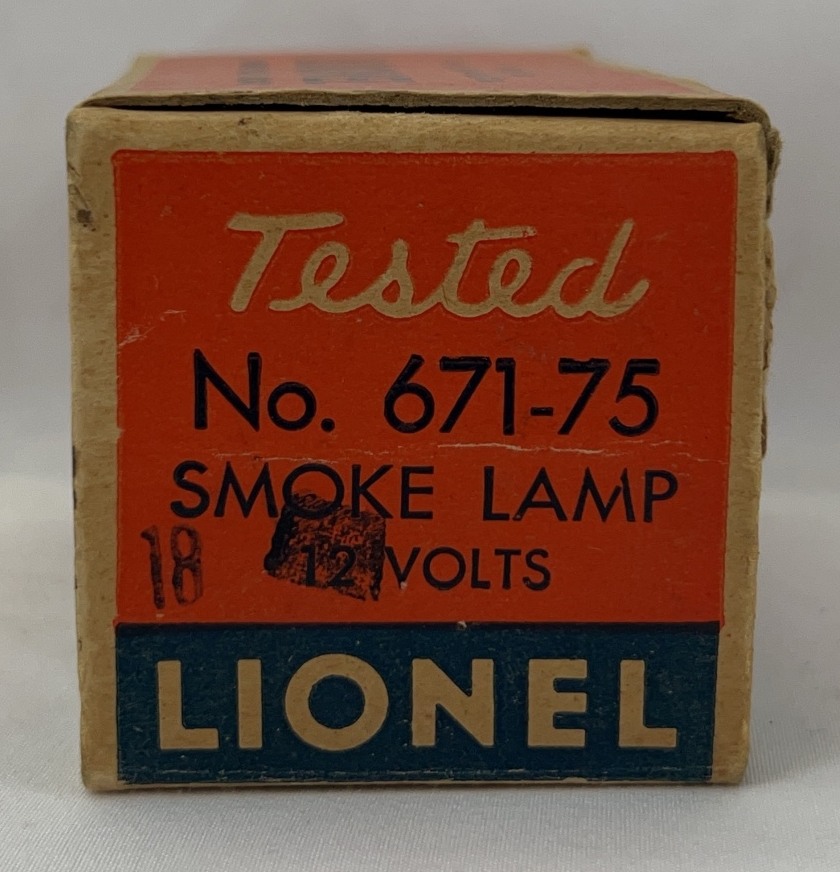 Tested
No. 671-75
SMOKE LAMP
18 12 VOLTS
LIONEL